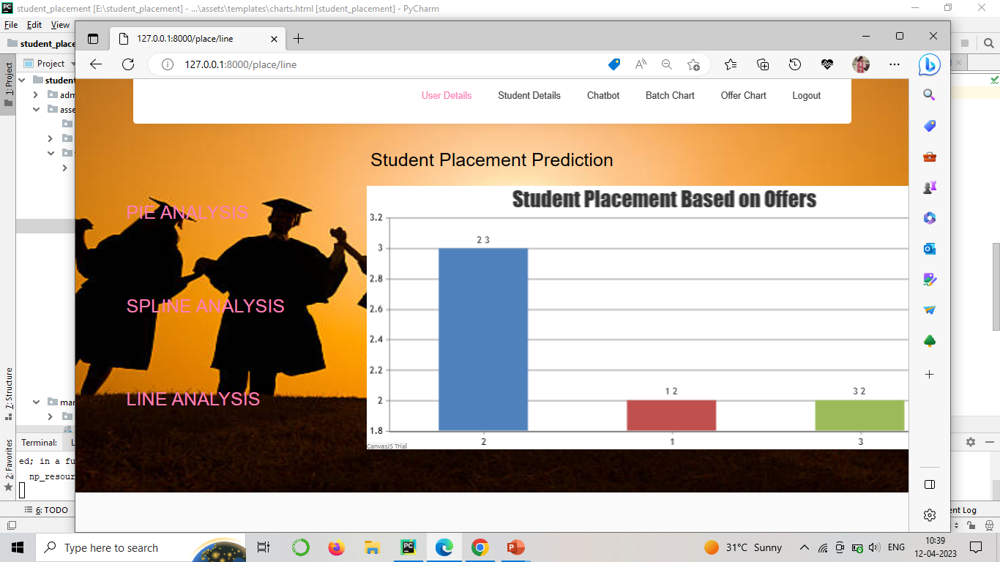 student_placement [E:\student_placement] - ...\assets\templates\charts.html [student_placement] - PyCharm
File Edit View
student_place
127.0.0.1:8000/place/line
127.0.0.1:8000/place/line
1: Project
Project
student
adm
asse
User Details Student Details Chatbot Batch Chart Offer Chart Logout
Student Placement Prediction
PIE ANALYSIS
SPLINE ANALYSIS
LINE ANALYSIS
Student Placement Based on Offers
3.2
3
2.8
2.6
2.4
2.2
2
1.8
2 3
1 2
3 2
2 1 3
CanvasJS Trial
7: Structure
2: Favorites
mar
Terminal: L
ed; in a fu
np_resour
6: TODO
ent Log
Type here to search
31°C Sunny
ENG
10:39
12-04-2023